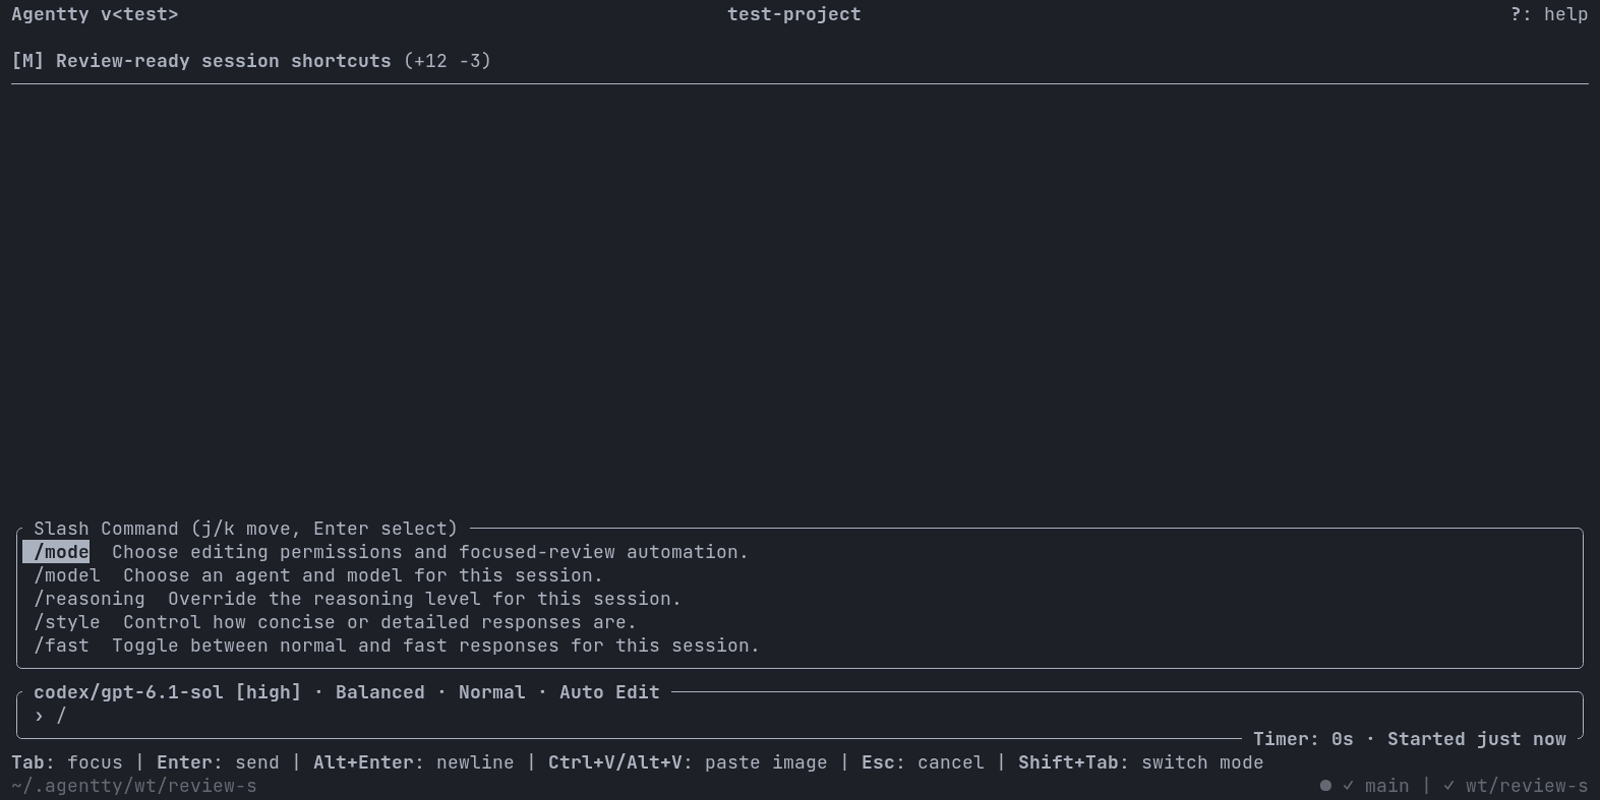 Agentty v<test> test-project ?: help
[M] Review-ready session shortcuts (+12 -3)
Slash Command (j/k move, Enter select)
/mode  Choose editing permissions and focused-review automation.
/model  Choose an agent and model for this session.
/reasoning  Override the reasoning level for this session.
/style  Control how concise or detailed responses are.
/fast  Toggle between normal and fast responses for this session.
codex/gpt-6.1-sol [high] · Balanced · Normal · Auto Edit
› /
Timer: 0s · Started just now
Tab: focus | Enter: send | Alt+Enter: newline | Ctrl+V/Alt+V: paste image | Esc: cancel | Shift+Tab: switch mode
~/.agentty/wt/review-s ● ✓ main | ✓ wt/review-s